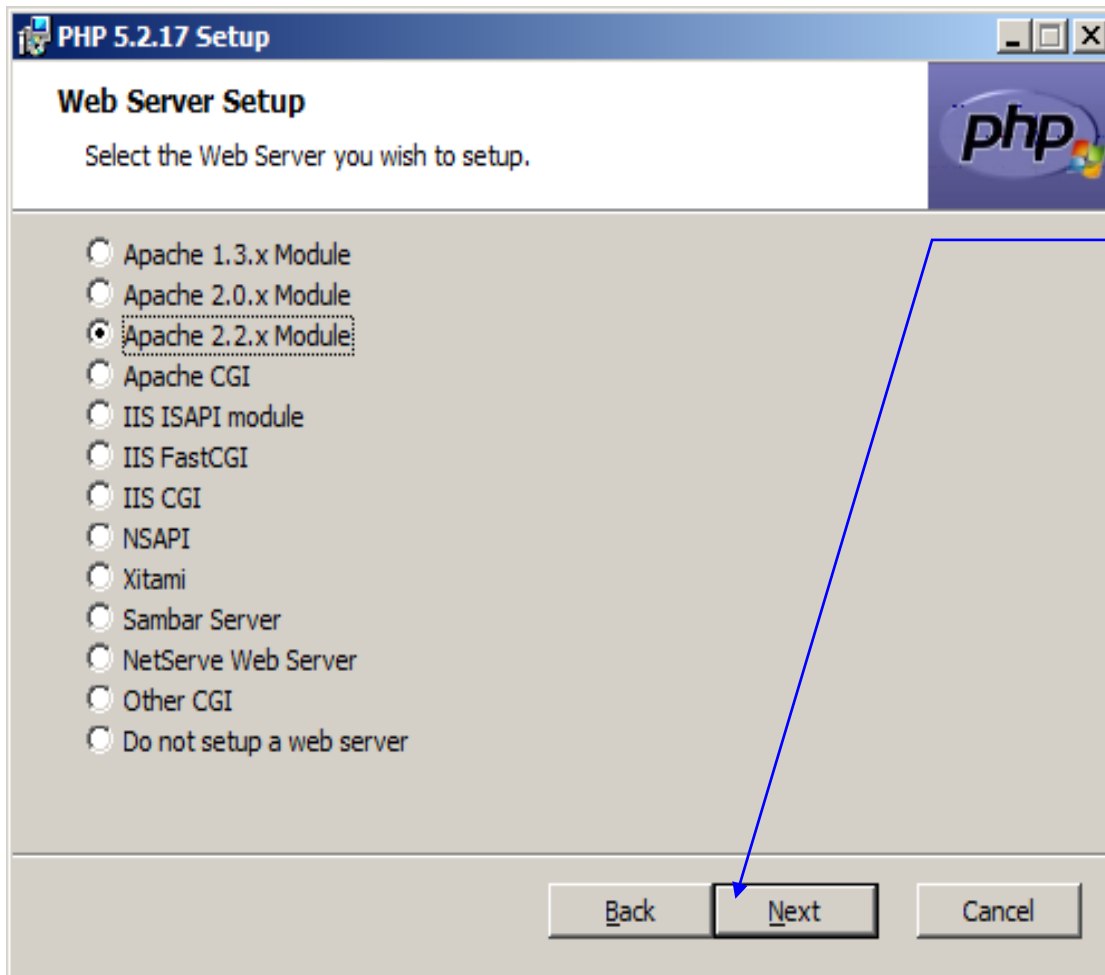 PHP 5.2.17 Setup
Web Server Setup
Select the Web Server you wish to setup.
php
Apache 1.3.x Module
Apache 2.0.x Module
Apache 2.2.x Module
Apache CGI
IIS ISAPI module
IIS FastCGI
IIS CGI
NSAPI
Xitami
Sambar Server
NetServe Web Server
Other CGI
Do not setup a web server
Back Next Cancel